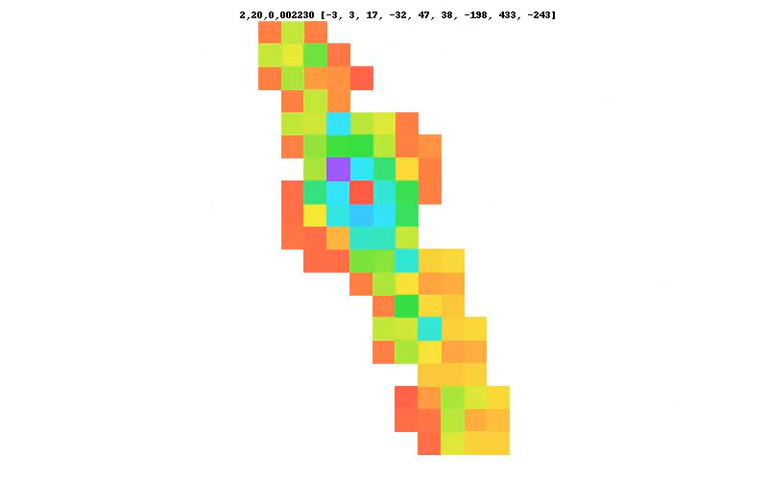 2,20,0,002230 [-3, 3, 17, -32, 47, 38, -198, 433, -243]